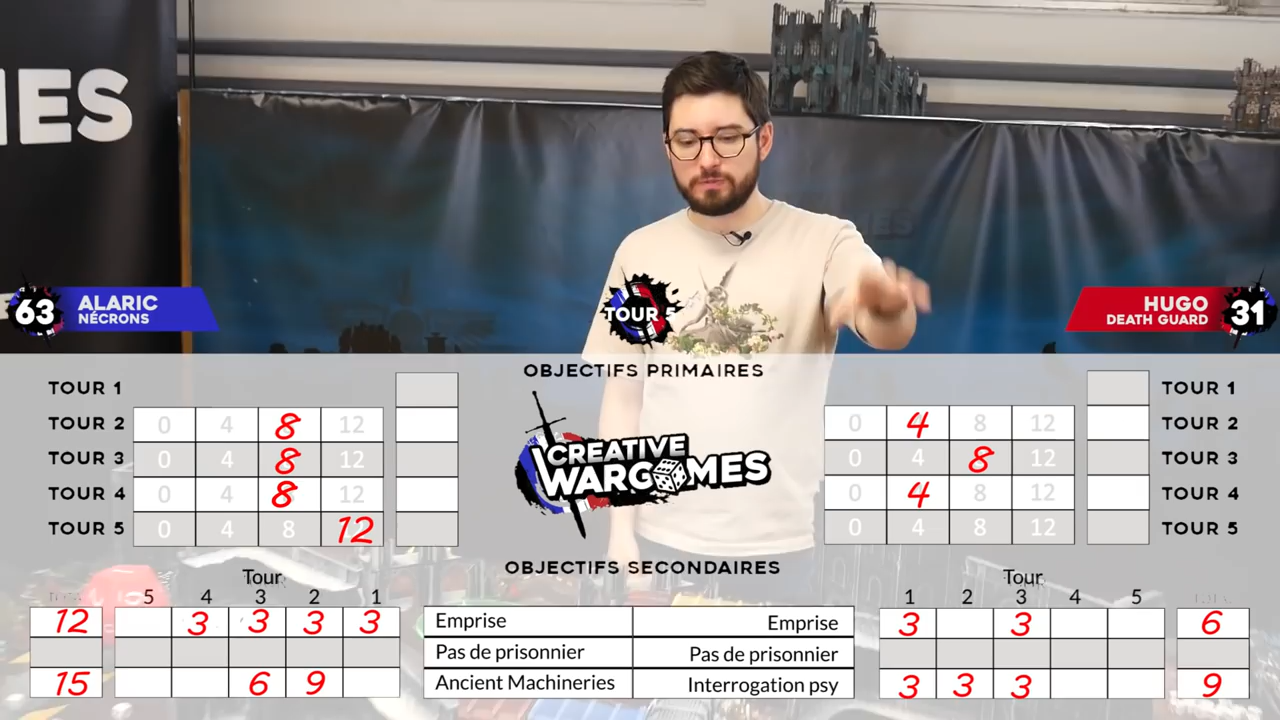 IES
63 ALARIC
NÉCRONS
TOUR 5
HUGO 31
DEATH GUARD
OBJECTIFS PRIMAIRES
TOUR 1
TOUR 2 0 4 8 12
TOUR 3 0 4 8 12
TOUR 4 0 4 8 12
TOUR 5 0 4 8 12
CREATIVE
WARGAMES
TOUR 1
0 4 8 12 TOUR 2
0 4 8 12 TOUR 3
0 4 8 12 TOUR 4
0 4 8 12 TOUR 5
OBJECTIFS SECONDAIRES
Tour
5 4 3 2 1
12 3 3 3 3
15 6 9
Emprise Emprise
Pas de prisonnier Pas de prisonnier
Ancient Machineries Interrogation psy
Tour
1 2 3 4 5
3 3 6
3 3 3 9